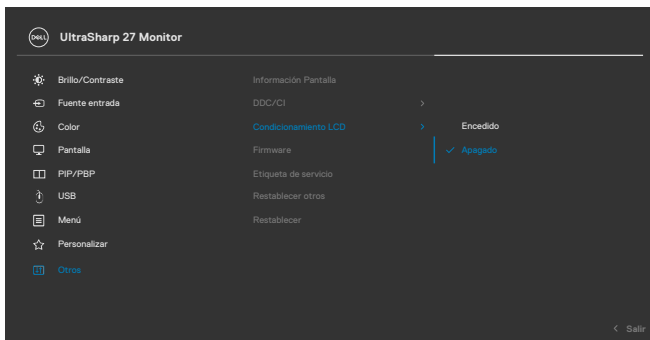 DELL UltraSharp 27 Monitor
Brillo/Contraste Información Pantalla
Fuente entrada DDC/CI >
Color Condicionamiento LCD > Encedido
Pantalla Firmware ✓ Apagado
PIP/PBP Etiqueta de servicio
USB Restablecer otros
Menú Restablecer
Personalizar
Otros
< Salir